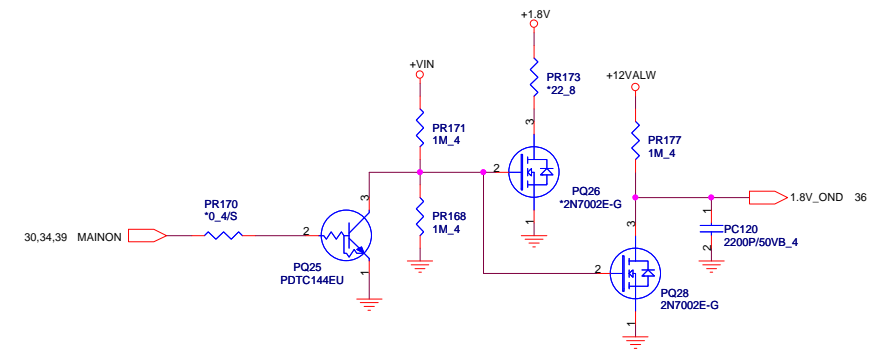 +1.8V
+VIN
PR173
*22_8
+12VALW
3
PR171
1M_4
PR177
1M_4
2
3
PQ26
*2N7002E-G
PR170
*0_4/S
PR168
1M_4
1
1
1.8V_OND 36
30,34,39 MAINON
2
3
PC120
2200P/50VB_4
2
PQ25
PDTC144EU
1
2
PQ28
2N7002E-G
1